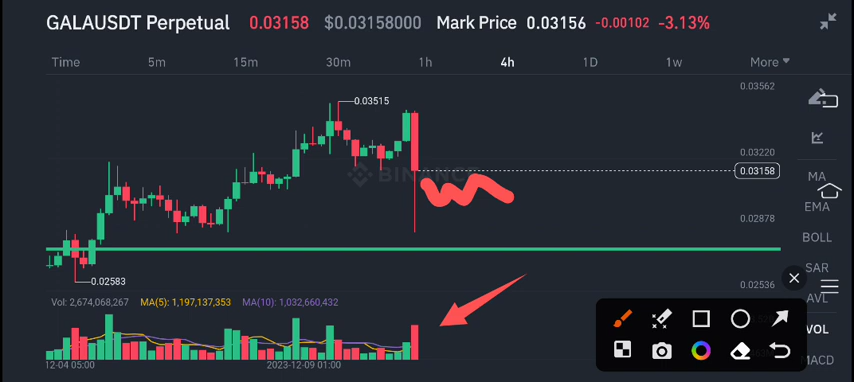 GALAUSDT Perpetual 0.03158 $0.03158000 Mark Price 0.03156 -0.00102 -3.13%
Time 5m 15m 30m 1h 4h 1D 1w More
0.03562
0.03515
0.03220
BINANCE
0.03158
MA
EMA
0.02878
BOLL
SAR
0.02583
0.02536
AVL
Vol: 2,674,068,267 MA(5): 1,197,137,353 MA(10): 1,032,660,432
VOL
MACD
12-04 05:00 2023-12-09 01:00